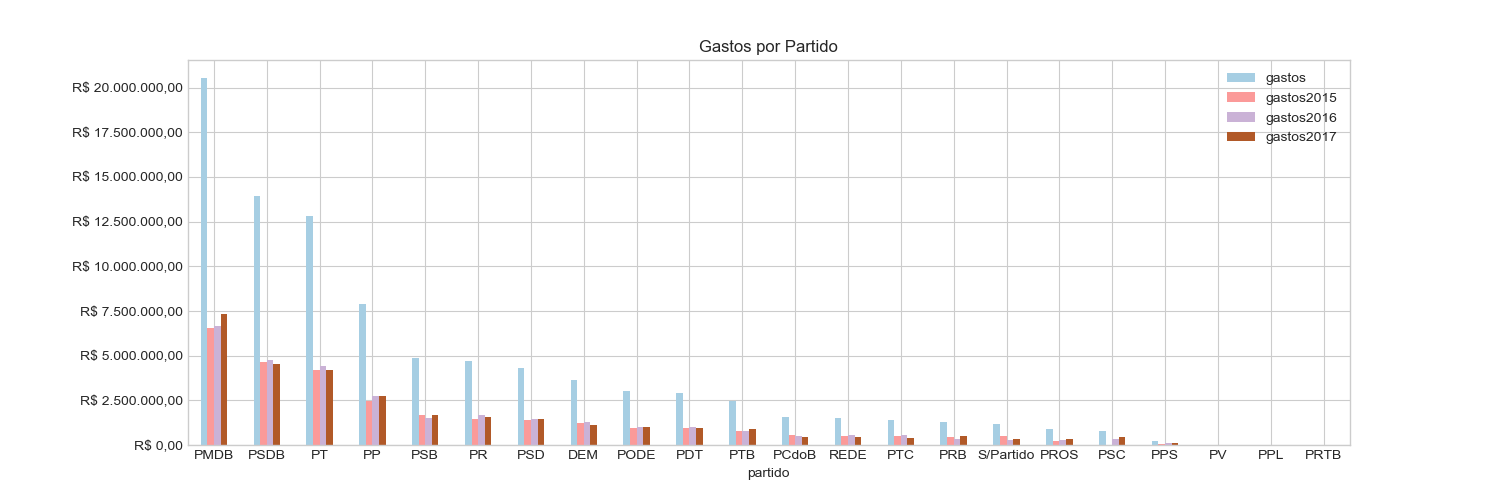 Gastos por Partido
R$ 20.000.000,00
R$ 17.500.000,00
R$ 15.000.000,00
R$ 12.500.000,00
R$ 10.000.000,00
R$ 7.500.000,00
R$ 5.000.000,00
R$ 2.500.000,00
R$ 0,00
gastos
gastos2015
gastos2016
gastos2017
PMDB PSDB PT PP PSB PR PSD DEM PODE PDT PTB PCdoB REDE PTC PRB S/Partido PROS PSC PPS PV PPL PRTB
partido